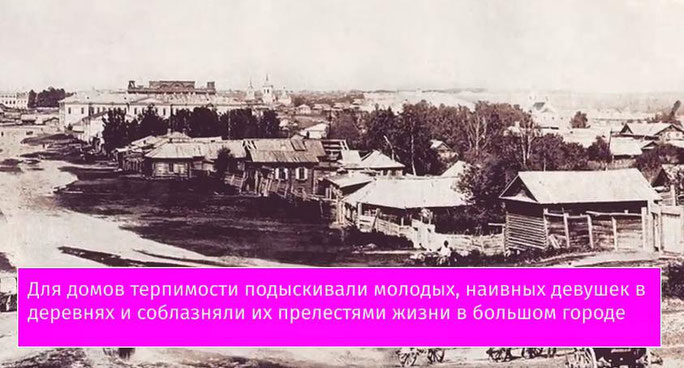 Для домов терпимости подыскивали молодых, наивных девушек в
деревнях и соблазняли их прелестями жизни в большом городе